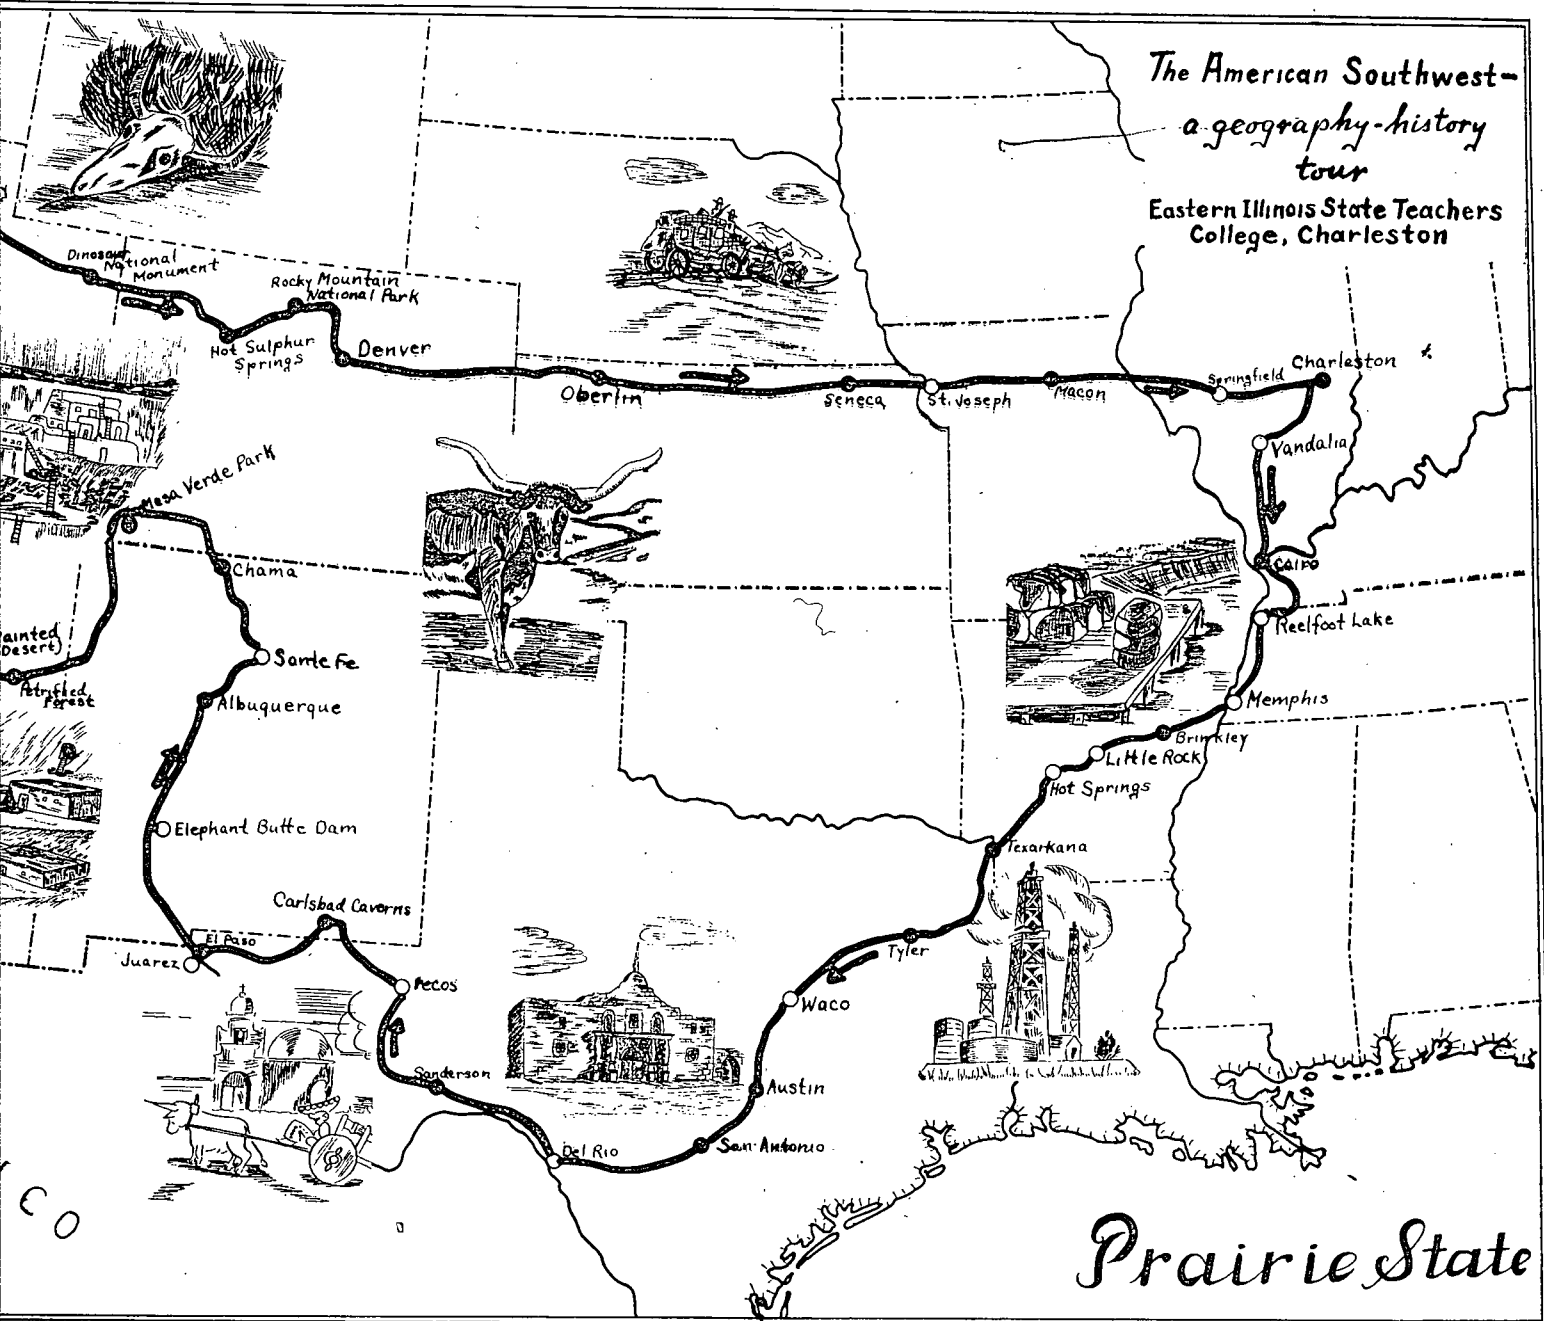 The American Southwest-
a geography-history
tour
Eastern Illinois State Teachers
College, Charleston
Dinosaur
National
Monument
Rocky Mountain
National Park
Hot Sulphur
Springs
Denver
Oberlin
Seneca
St. Joseph
Macon
Springfield
Charleston
Vandalia
Cairo
Reelfoot Lake
Memphis
Brinkley
Little Rock
Hot Springs
Texarkana
Tyler
Waco
Austin
San Antonio
Del Rio
Sanderson
Pecos
Carlsbad Caverns
El Paso
Juarez
Elephant Butte Dam
Albuquerque
Sante Fe
Chama
Mesa Verde Park
ainted
Desert)
Petrified
Forest
CO
Prairie State